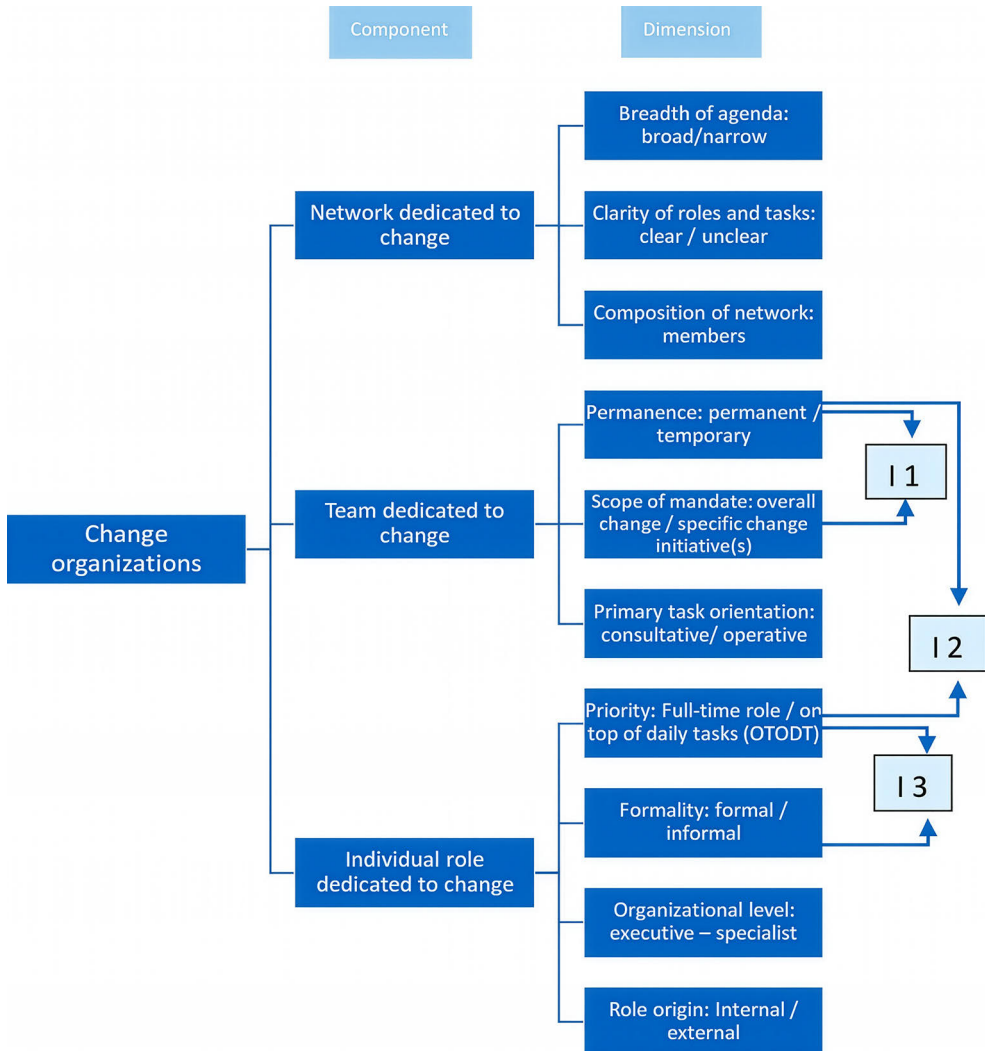 Component
Dimension
Breadth of agenda:
broad/narrow
Network dedicated to
change
Clarity of roles and tasks:
clear / unclear
Composition of network:
members
Permanence: permanent /
temporary
I 1
Team dedicated to
change
Scope of mandate: overall
change / specific change
initiative(s)
Change
organizations
Primary task orientation:
consultative/ operative
I 2
Priority: Full-time role / on
top of daily tasks (OTODT)
I 3
Formality: formal /
informal
Individual role
dedicated to change
Organizational level:
executive – specialist
Role origin: Internal /
external